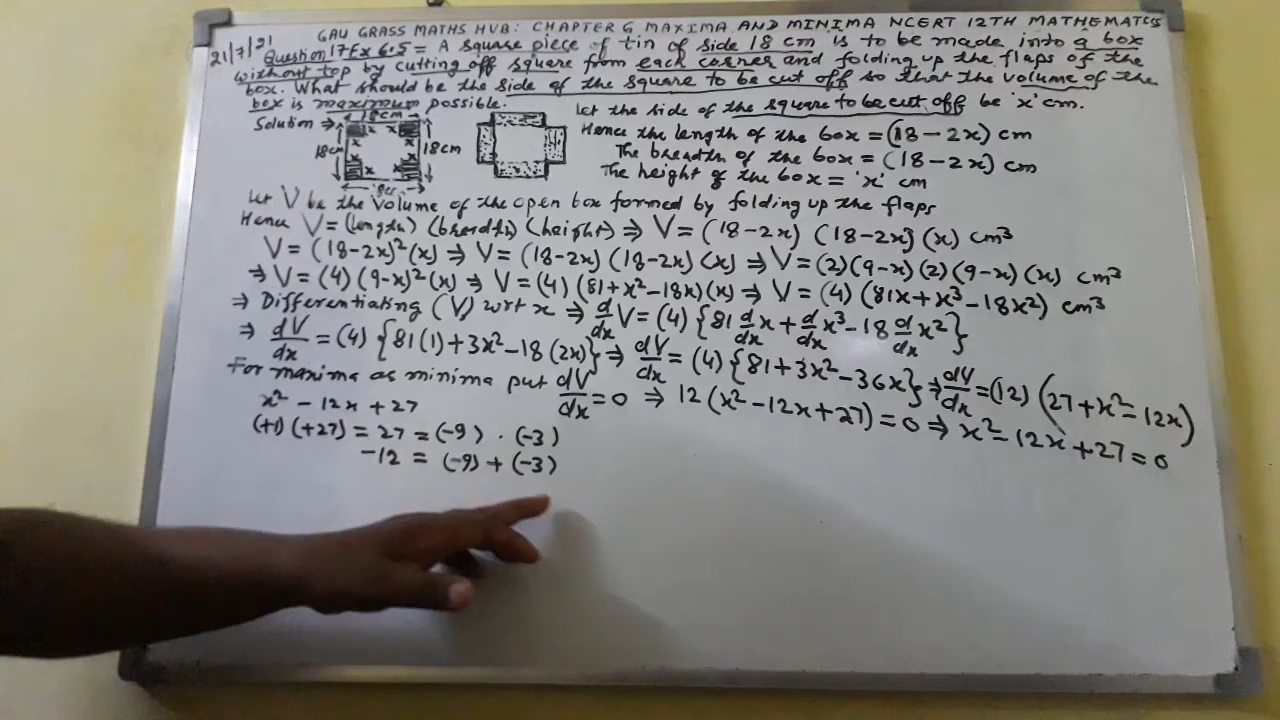 GAU GRASS MATHS HUB: CHAPTER 6 MAXIMA AND MINIMA NCERT 12TH MATHEMATICS
21/7/21
Question 17 Ex 6.5 = A square piece of tin of side 18 cm is to be made into a box
without top by cutting off square from each corner and folding up the flaps of the
box. What should be the side of the square to be cut off so that the volume of the
box is maximum possible.
Solution ⇒
18cm
x x
x x
18cm
18cm
x x
x x
18cm
Let the side of the square to be cut off be 'x' cm.
Hence the length of the box = (18-2x) cm
The breadth of the box = (18-2x) cm
The height of the box = 'x' cm
Let V be the volume of the open box formed by folding up the flaps
Hence V = (length) (breadth) (height) ⇒ V = (18-2x) (18-2x) (x) cm³
V = (18-2x)² (x) ⇒ V = (18-2x) (18-2x) (x) ⇒ V = (2) (9-x) (2) (9-x) (x) cm³
⇒ V = (4) (9-x)² (x) ⇒ V = (4) (81+x²-18x)(x) ⇒ V = (4) (81x+x³-18x²) cm³
⇒ Differentiating (V) wrt x ⇒ d/dx V = (4) {81 d/dx x + d/dx x³ - 18 d/dx x²}
⇒ dV/dx = (4) {81(1)+3x²-18(2x)} ⇒ dV/dx = (4) {81+3x²-36x} ⇒ dV/dx = (12) (27+x²-12x)
For maxima as minima put dV/dx = 0 ⇒ 12(x²-12x+27) = 0 ⇒ x²-12x+27=0
x² - 12x + 27
(+1) (+27) = 27 = (-9) . (-3)
-12 = (-9) + (-3)